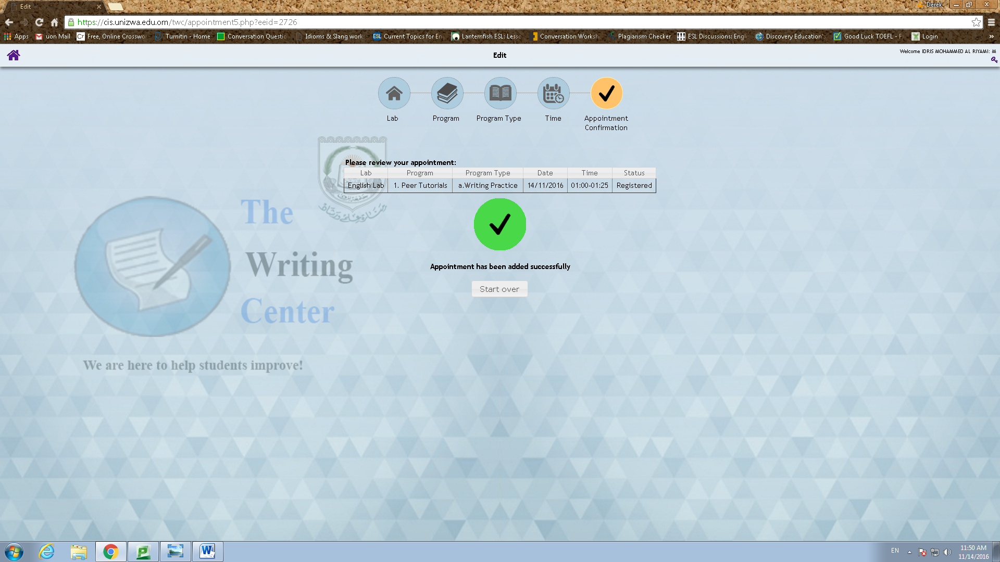 Edit
Derek
https://cis.unizwa.edu.om/twc/appointment5.php?eeid=2726
Apps uon Mail Free, Online Crosswo Turnitin - Home Conversation Questio Idioms & Slang work Current Topics for En Lanternfish ESL: Lesso Conversation Worksh Plagiarism Checker ESL Discussions: Engli Discovery Education' Good Luck TOEFL - F Login »
Edit
Welcome IDRIS MOHAMMED AL RIYAMI: M
Lab Program Program Type Time Appointment
Confirmation
Please review your appointment:
Lab Program Program Type Date Time Status
English Lab 1. Peer Tutorials a.Writing Practice 14/11/2016 01:00-01:25 Registered
The
Writing
Center
We are here to help students improve!
Appointment has been added successfully
Start over
EN
11:50 AM
11/14/2016